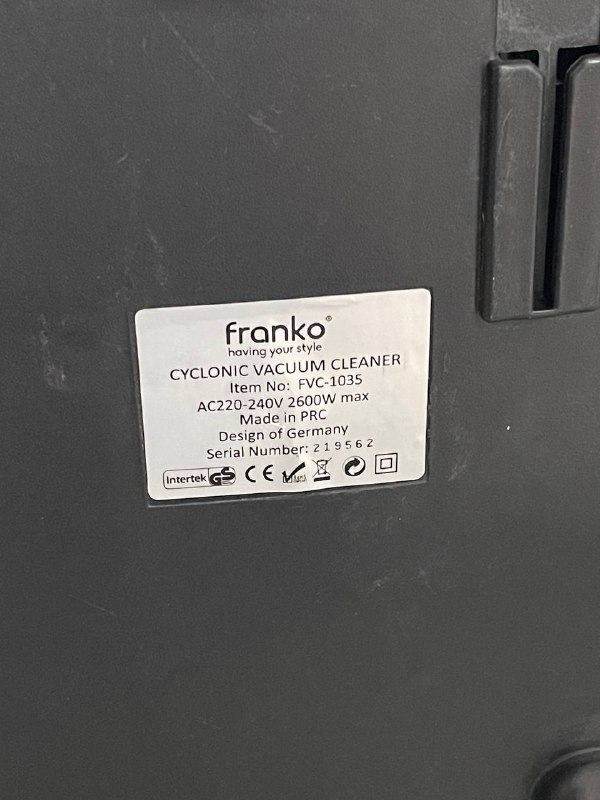 franko®
having your style
CYCLONIC VACUUM CLEANER
Item No: FVC-1035
AC220-240V 2600W max
Made in PRC
Design of Germany
Serial Number: 219562
Intertek GS CE